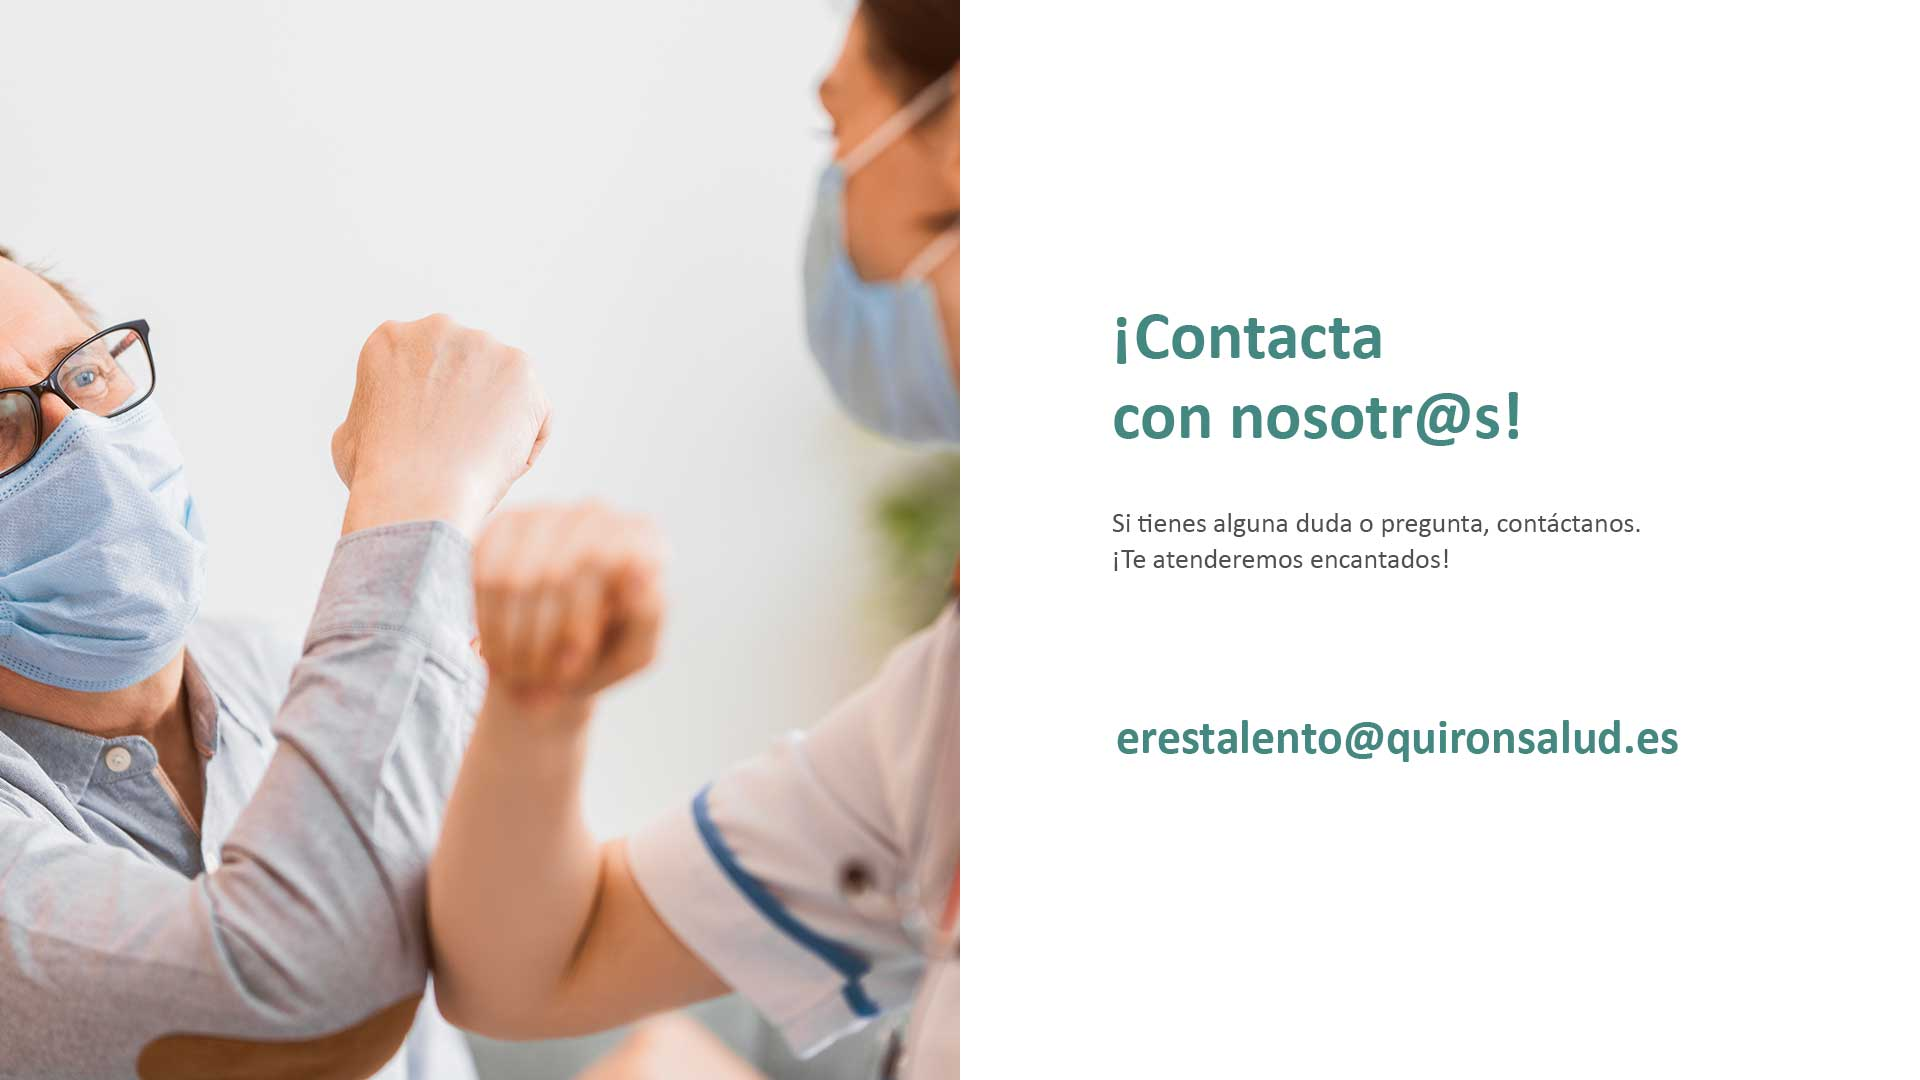 ¡Contacta
con nosotr@s!
Si tienes alguna duda o pregunta, contáctanos.
¡Te atenderemos encantados!
erestalento@quironsalud.es